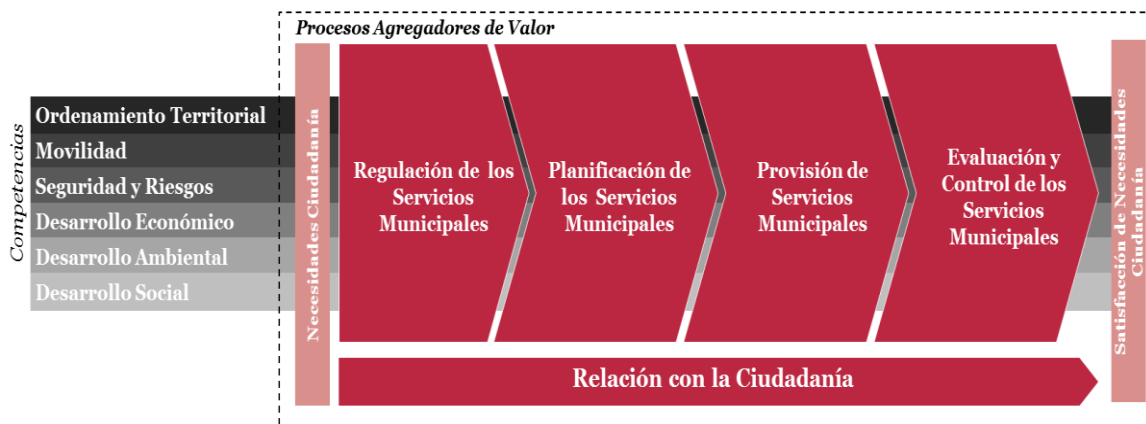 Procesos Agregadores de Valor
Competencias
Ordenamiento Territorial
Movilidad
Seguridad y Riesgos
Desarrollo Económico
Desarrollo Ambiental
Desarrollo Social
Necesidades Ciudadanía
Regulación de los
Servicios
Municipales
Planificación de
los Servicios
Municipales
Provisión de
Servicios
Municipales
Evaluación y
Control de los
Servicios
Municipales
Satisfacción de Necesidades
Ciudadanía
Relación con la Ciudadanía